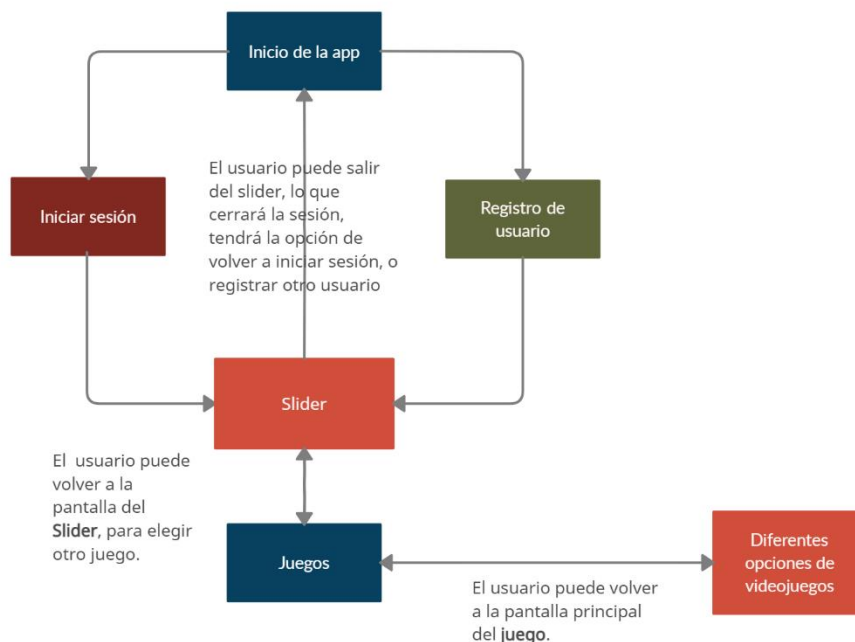 Inicio de la app
El usuario puede salir
del slider, lo que
cerrará la sesión,
tendrá la opción de
volver a iniciar sesión, o
registrar otro usuario
Iniciar sesión
Registro de
usuario
Slider
El usuario puede
volver a la
pantalla del
Slider, para elegir
otro juego.
Juegos
Diferentes
opciones de
videojuegos
El usuario puede volver
a la pantalla principal
del juego.